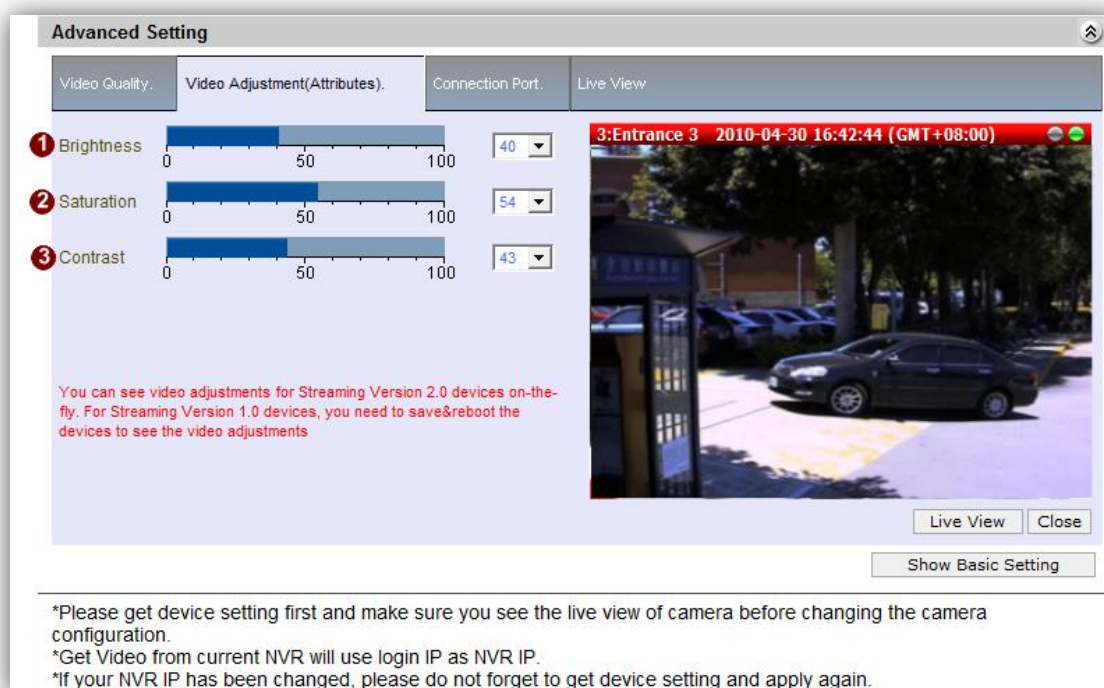 Advanced Setting
Video Quality.
Video Adjustment(Attributes).
Connection Port.
Live View
1 Brightness
0 50 100
40
2 Saturation
0 50 100
54
3 Contrast
0 50 100
43
3:Entrance 3 2010-04-30 16:42:44 (GMT+08:00)
You can see video adjustments for Streaming Version 2.0 devices on-the-
fly. For Streaming Version 1.0 devices, you need to save&reboot the
devices to see the video adjustments
Live View
Close
Show Basic Setting
*Please get device setting first and make sure you see the live view of camera before changing the camera
configuration.
*Get Video from current NVR will use login IP as NVR IP.
*If your NVR IP has been changed, please do not forget to get device setting and apply again.